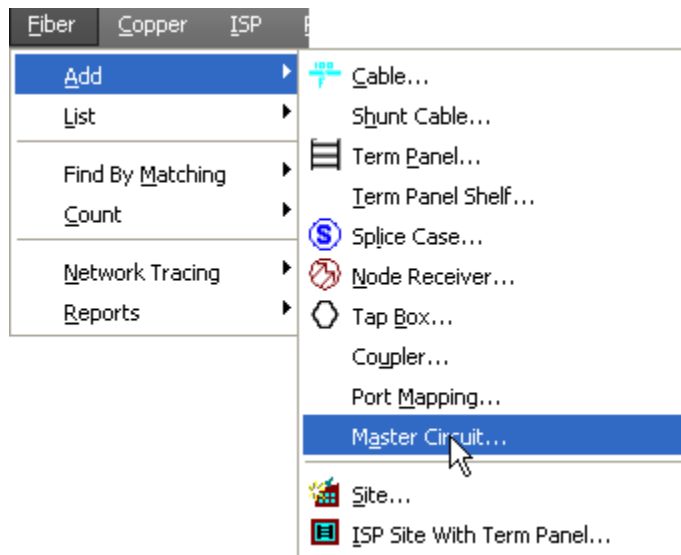 Fiber Copper ISP
Add
List
Find By Matching
Count
Network Tracing
Reports
Cable...
Shunt Cable...
Term Panel...
Term Panel Shelf...
Splice Case...
Node Receiver...
Tap Box...
Coupler...
Port Mapping...
Master Circuit...
Site...
ISP Site With Term Panel...